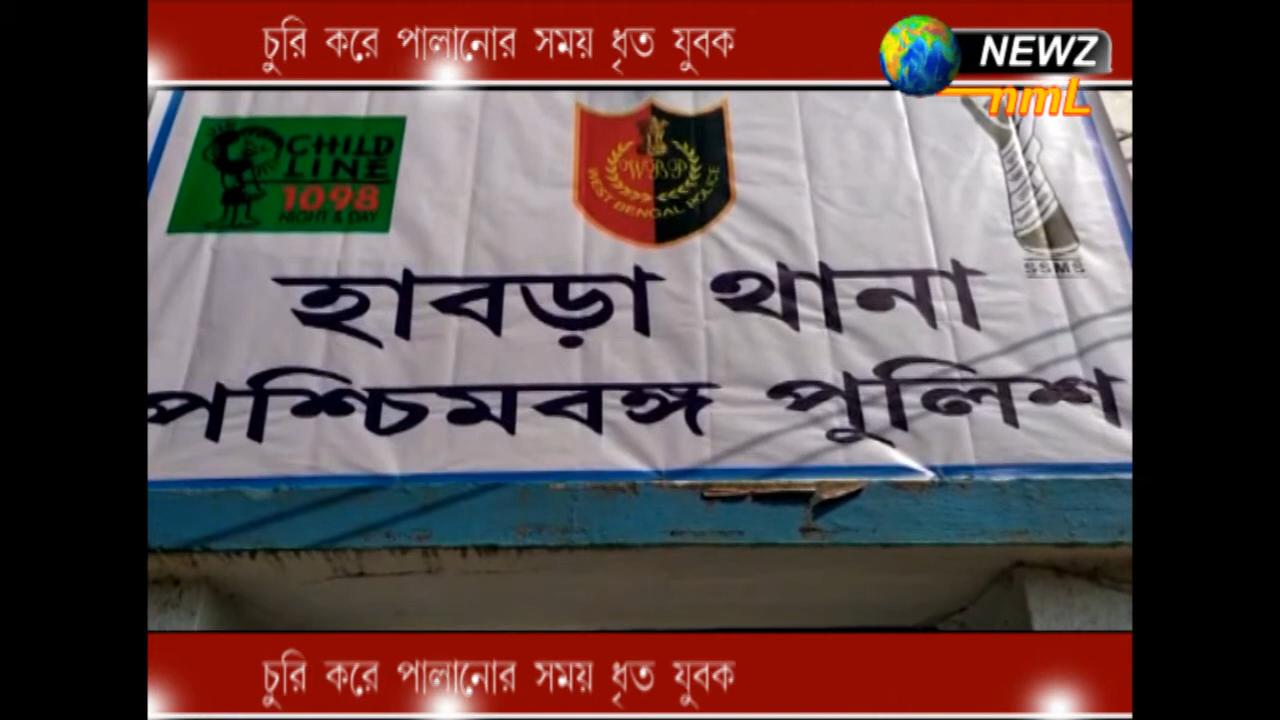 চুরি করে পালানোর সময় ধৃত যুবক
NEWZ
nmL
CHILD
LINE
1098
NIGHT & DAY
WBP
WEST BENGAL POLICE
SSMS
হাবড়া থানা
পশ্চিমবঙ্গ পুলিশ
চুরি করে পালানোর সময় ধৃত যুবক